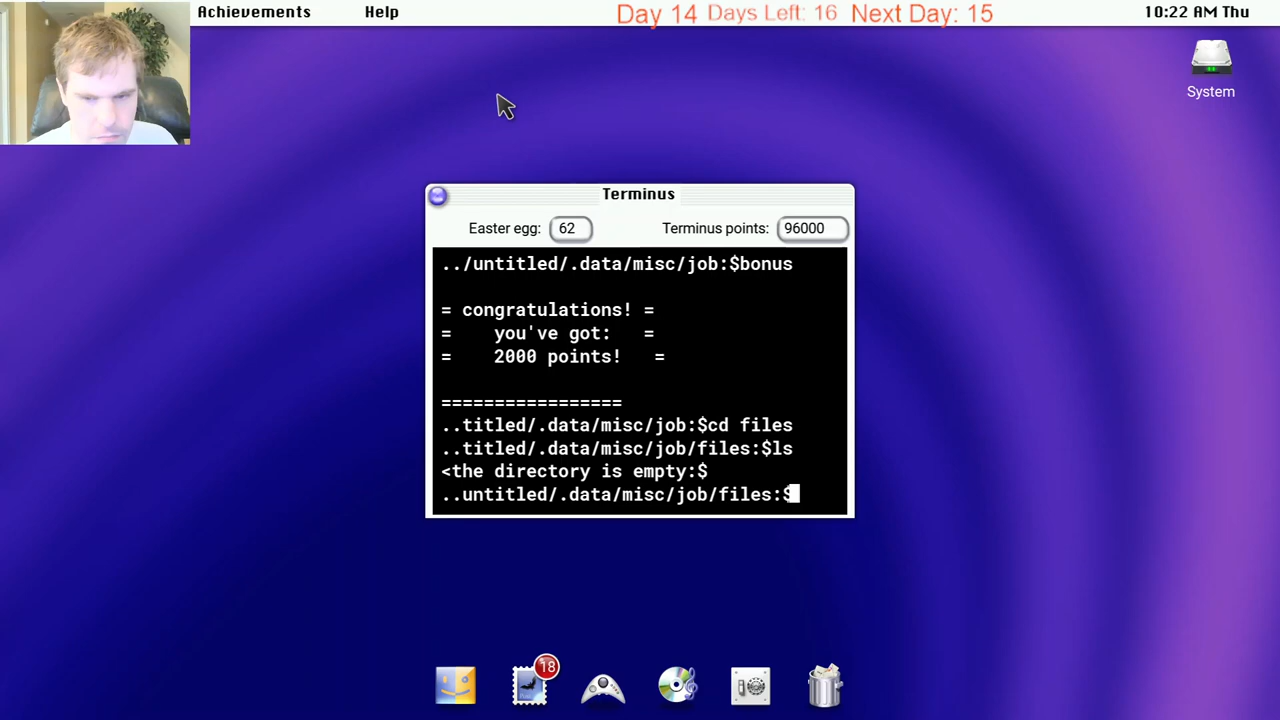 Achievements Help Day 14 Days Left: 16 Next Day: 15 10:22 AM Thu
System
Terminus
Easter egg: 62 Terminus points: 96000
../untitled/.data/misc/job:$bonus
= congratulations! =
= you've got: =
= 2000 points! =
=================
..titled/.data/misc/job:$cd files
..titled/.data/misc/job/files:$ls
<the directory is empty:$
..untitled/.data/misc/job/files:$
18